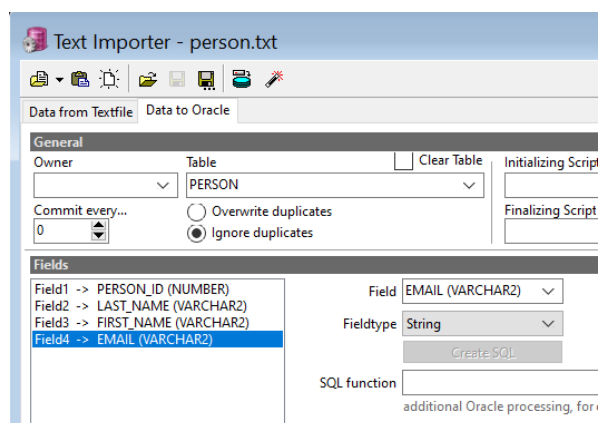 Text Importer - person.txt
Data from Textfile Data to Oracle
General
Owner Table Clear Table Initializing Script
PERSON
Commit every... Overwrite duplicates Finalizing Script
0 Ignore duplicates
Fields
Field1 -> PERSON_ID (NUMBER)
Field2 -> LAST_NAME (VARCHAR2)
Field3 -> FIRST_NAME (VARCHAR2)
Field4 -> EMAIL (VARCHAR2)
Field EMAIL (VARCHAR2)
Fieldtype String
Create SQL
SQL function
additional Oracle processing, for